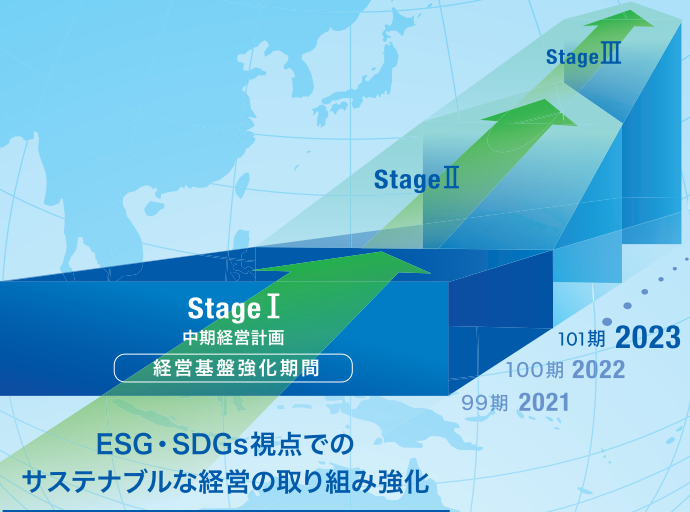 StageⅢ
StageⅡ
StageⅠ
中期経営計画
経営基盤強化期間
101期 2023
100期 2022
99期 2021
ESG・SDGs視点での
サステナブルな経営の取り組み強化